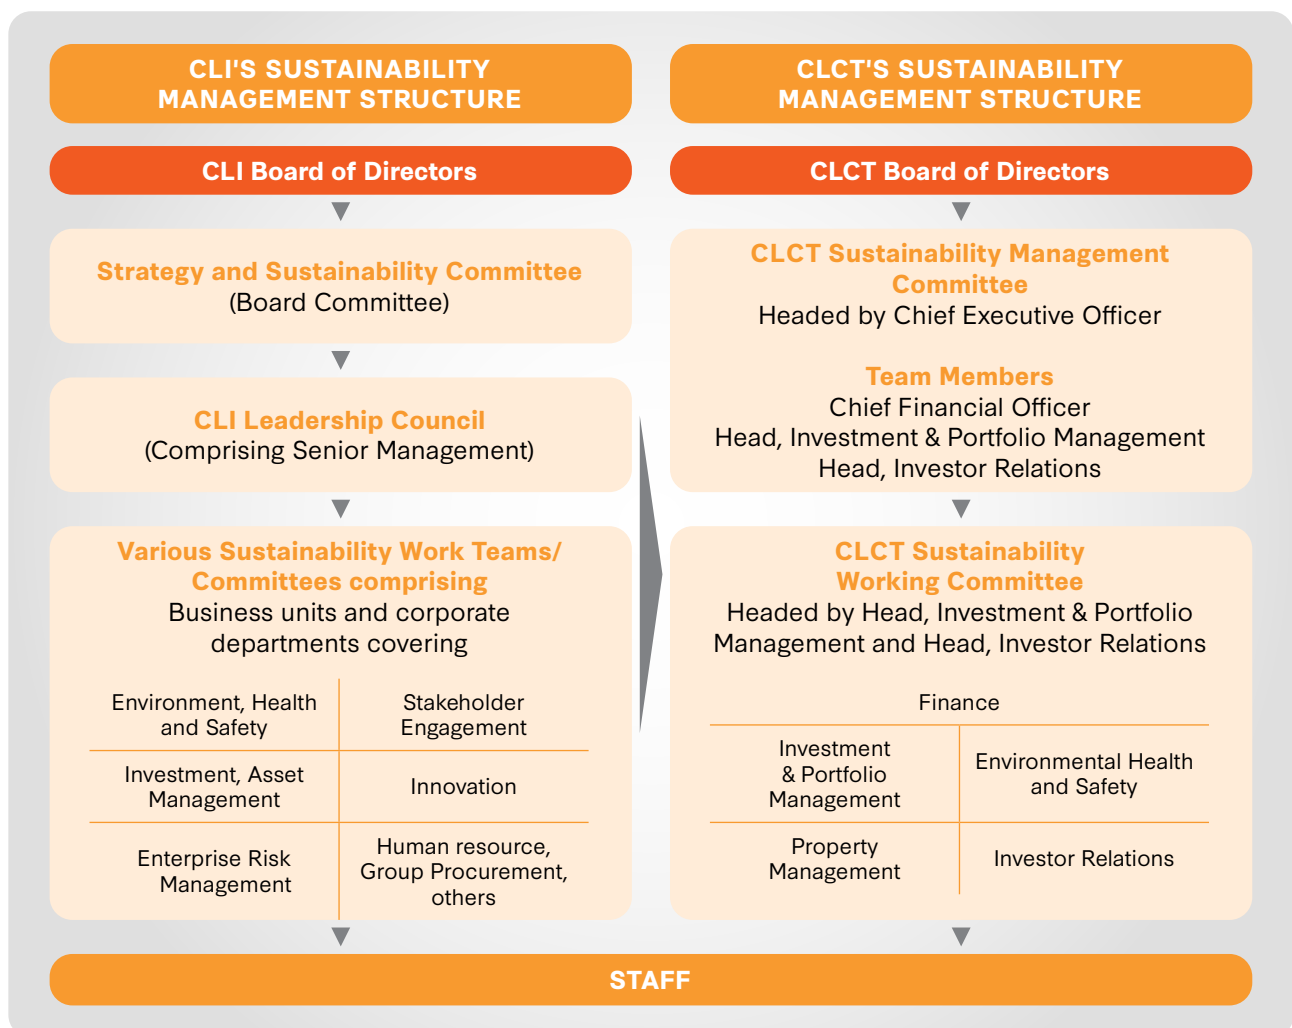 CLI'S SUSTAINABILITY
MANAGEMENT STRUCTURE
CLI Board of Directors
Strategy and Sustainability Committee
(Board Committee)
CLI Leadership Council
(Comprising Senior Management)
Various Sustainability Work Teams/
Committees comprising
Business units and corporate
departments covering
Environment, Health
and Safety
Stakeholder
Engagement
Investment, Asset
Management
Innovation
Enterprise Risk
Management
Human resource,
Group Procurement,
others
CLCT'S SUSTAINABILITY
MANAGEMENT STRUCTURE
CLCT Board of Directors
CLCT Sustainability Management
Committee
Headed by Chief Executive Officer
Team Members
Chief Financial Officer
Head, Investment & Portfolio Management
Head, Investor Relations
CLCT Sustainability
Working Committee
Headed by Head, Investment & Portfolio
Management and Head, Investor Relations
Finance
Investment
& Portfolio
Management
Environmental Health
and Safety
Property
Management
Investor Relations
STAFF